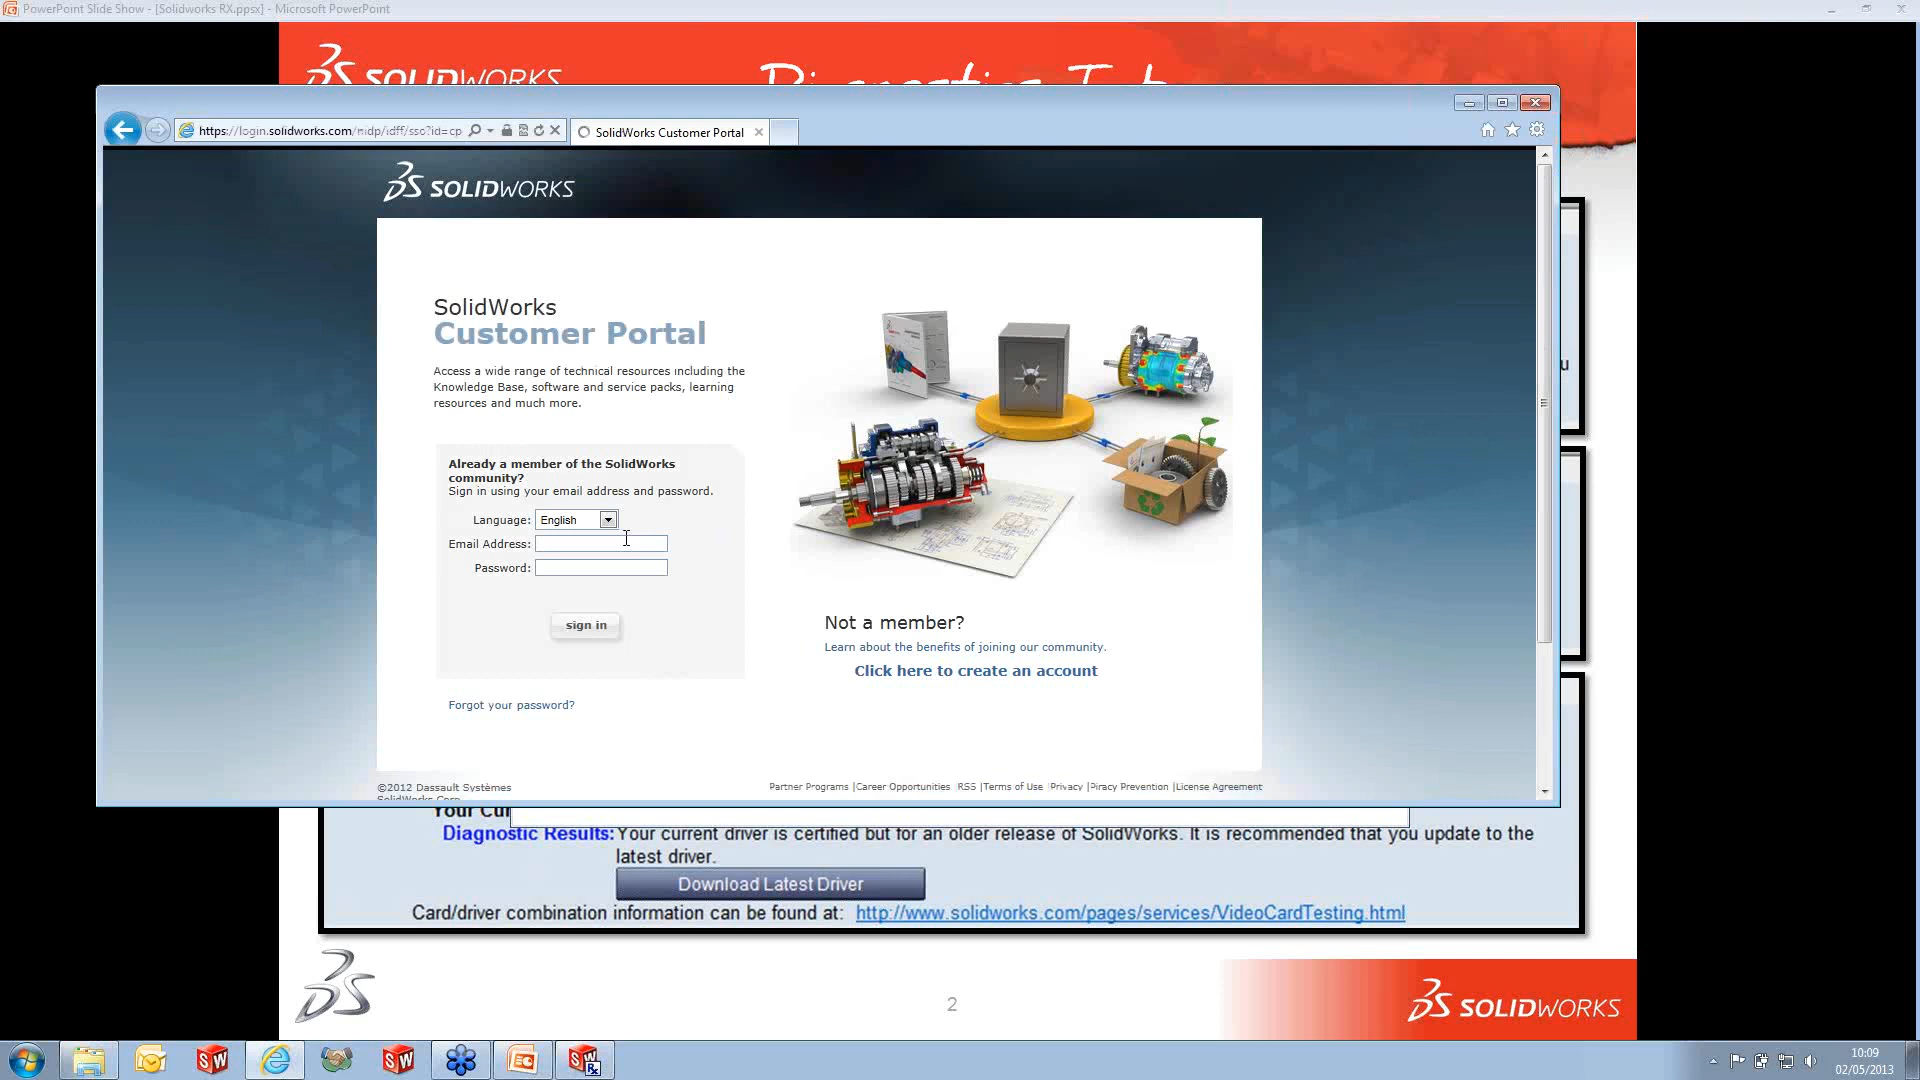 PowerPoint Slide Show - [Solidworks RX.ppsx] - Microsoft PowerPoint
SOLIDWORKS
https://login.solidworks.com/nidp/idff/sso?id=cp
SolidWorks Customer Portal
SOLIDWORKS
SolidWorks
Customer Portal
Access a wide range of technical resources including the
Knowledge Base, software and service packs, learning
resources and much more.
Already a member of the SolidWorks
community?
Sign in using your email address and password.
Language: English
Email Address:
Password:
sign in
Forgot your password?
Not a member?
Learn about the benefits of joining our community.
Click here to create an account
©2012 Dassault Systèmes
SolidWorks Corp
Partner Programs |Career Opportunities RSS |Terms of Use |Privacy |Piracy Prevention |License Agreement
u
Your Cur
Diagnostic Results: Your current driver is certified but for an older release of SolidWorks. It is recommended that you update to the
latest driver.
Download Latest Driver
Card/driver combination information can be found at: http://www.solidworks.com/pages/services/VideoCardTesting.html
2
SOLIDWORKS
10:09
02/05/2013